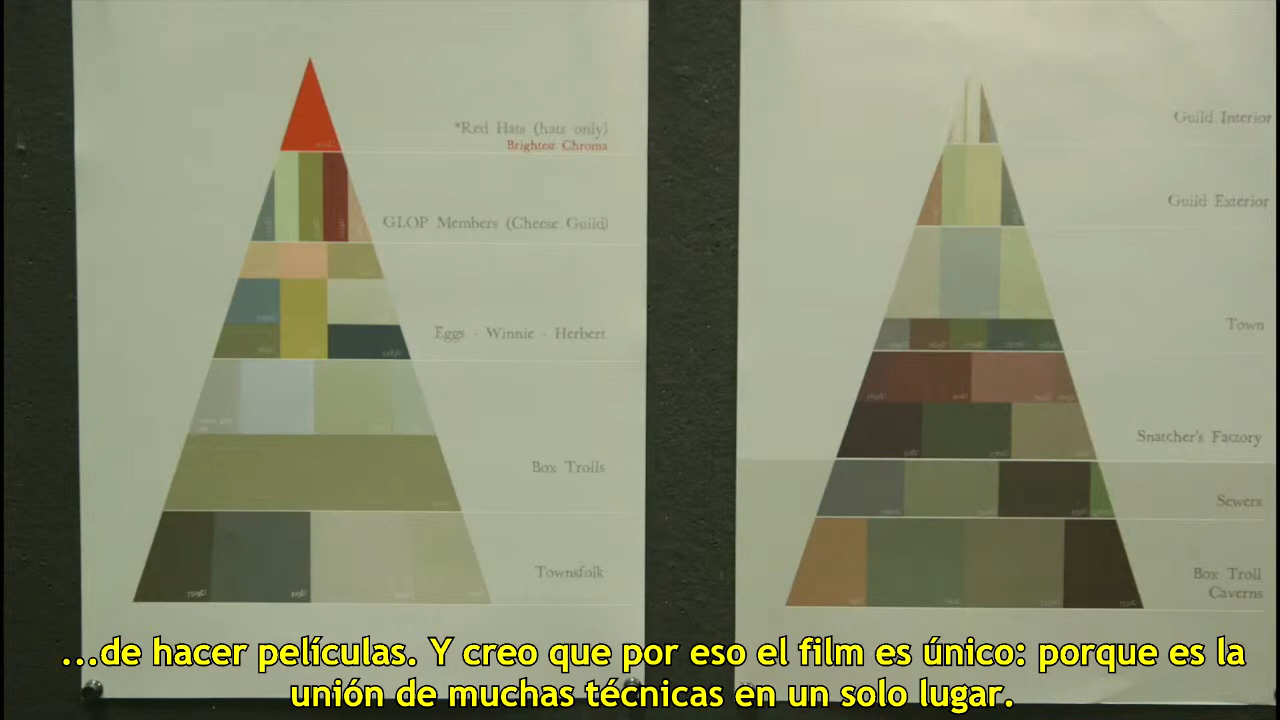 *Red Hats (hats only)
Brightest Chroma
GLOP Members (Cheese Guild)
Eggs - Winnie - Herbert
Box Trolls
Townsfolk
Guild Interior
Guild Exterior
Town
Snatcher's Factory
Sewers
Box Troll
Caverns
...de hacer películas. Y creo que por eso el film es único: porque es la
unión de muchas técnicas en un solo lugar.